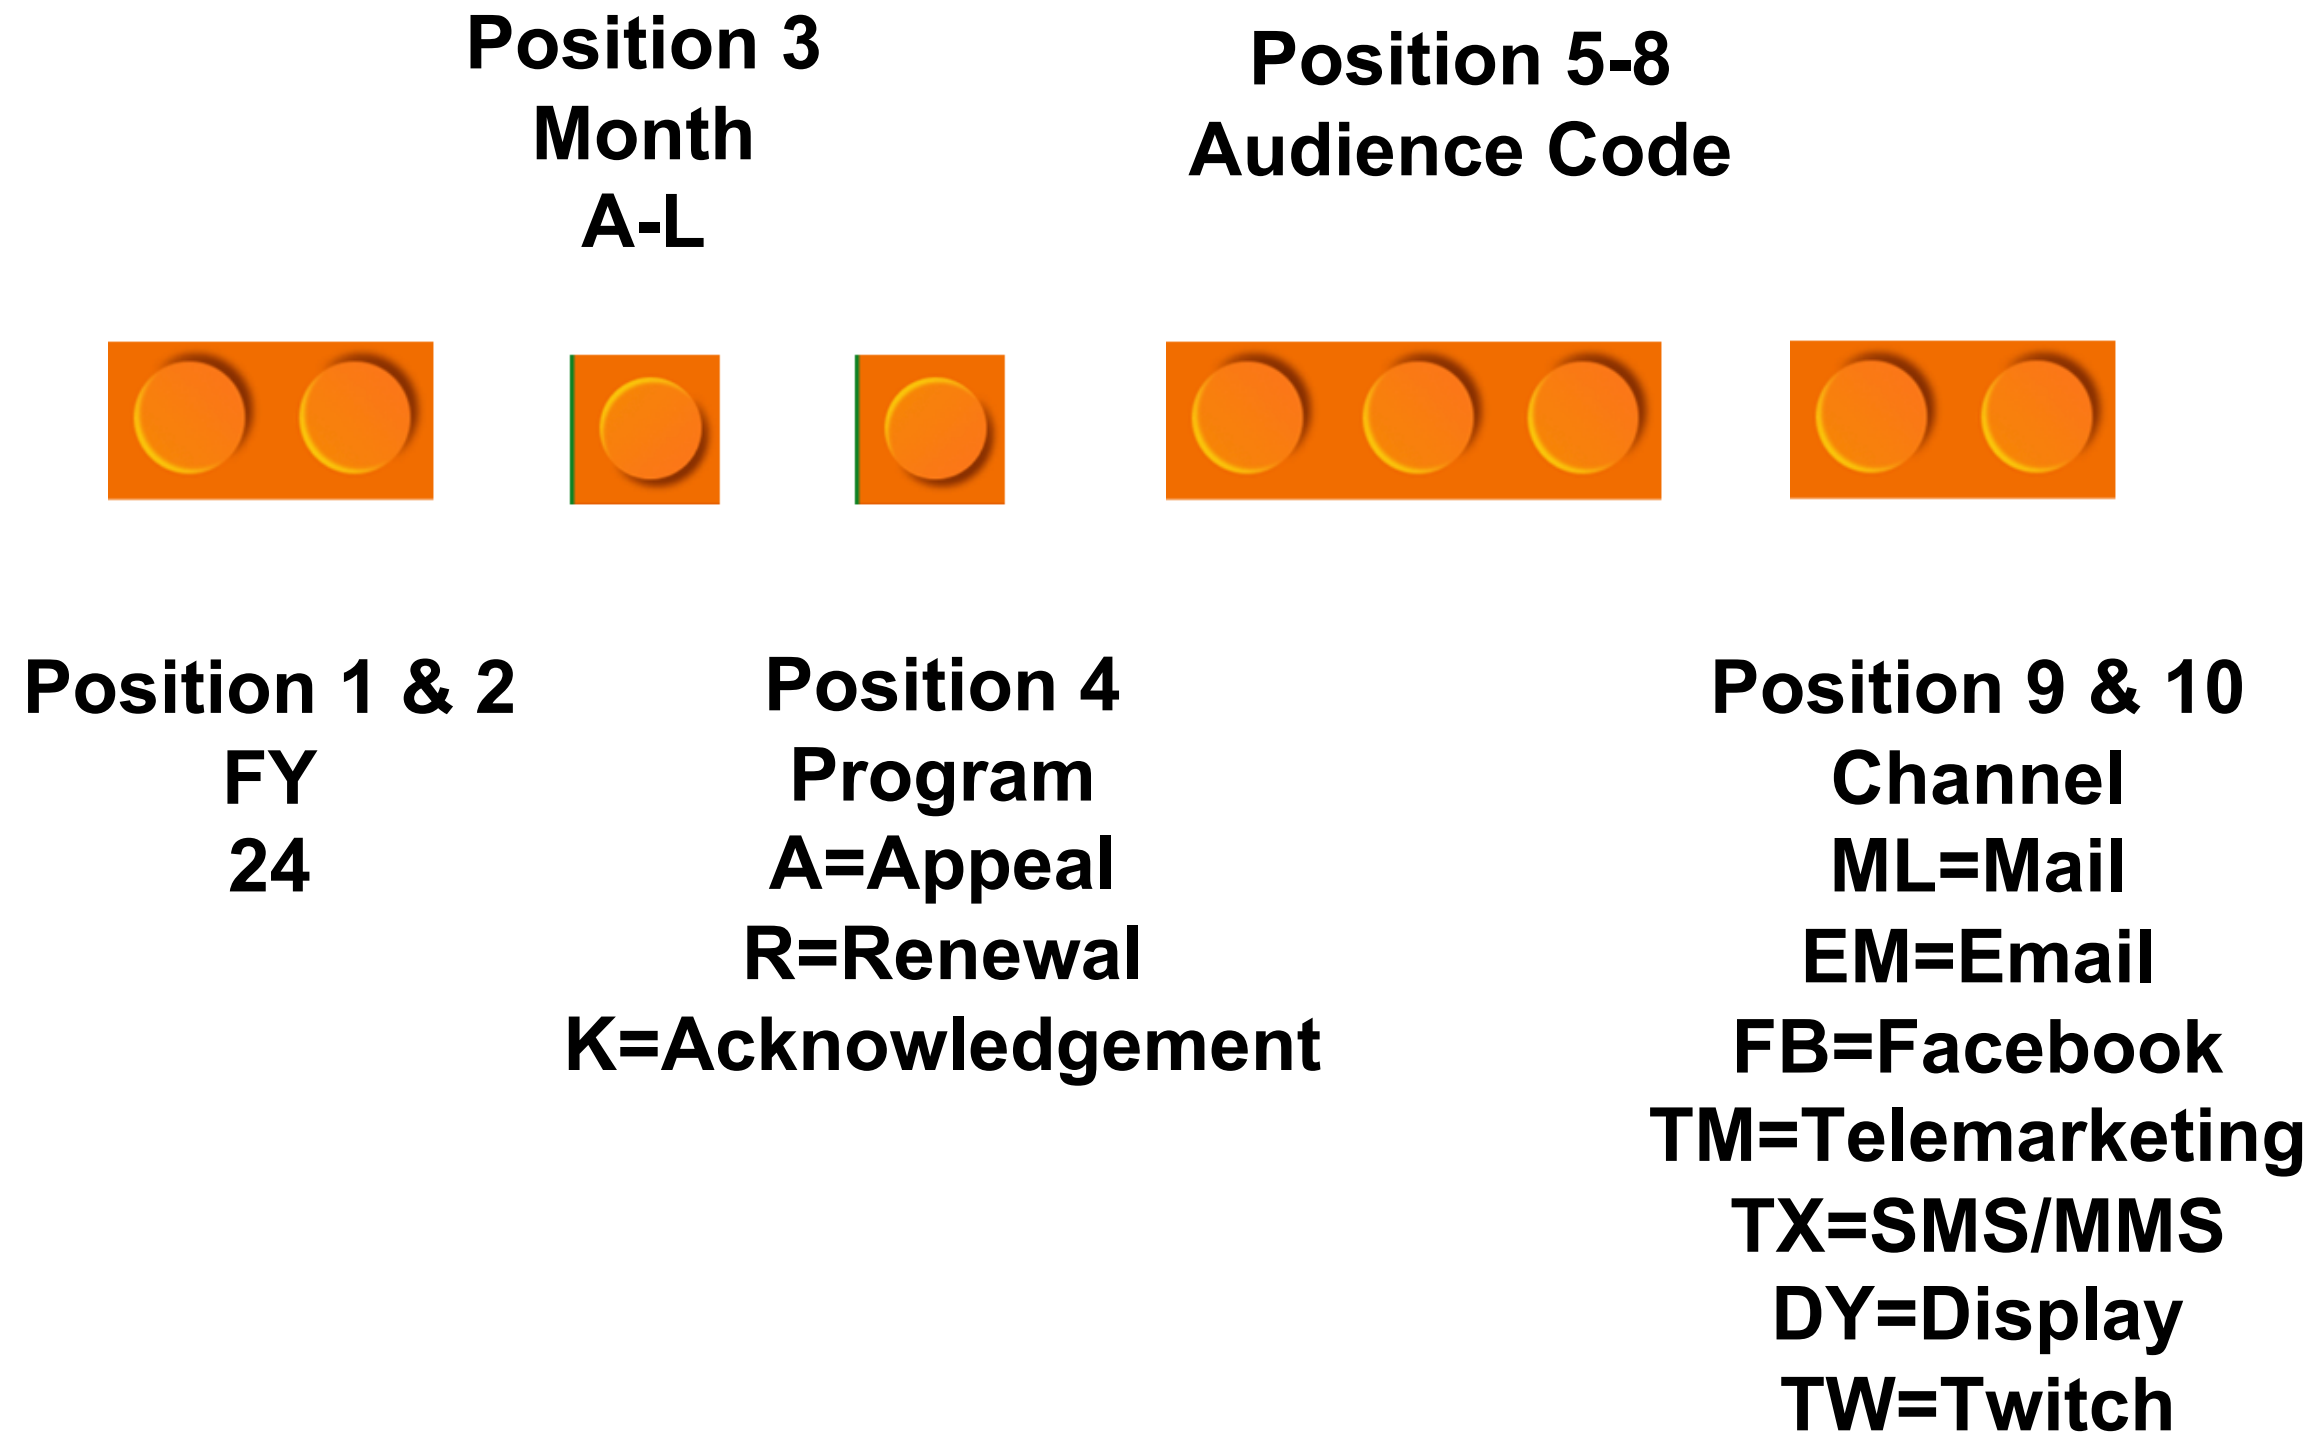 Position 3
Month
A-L
Position 5-8
Audience Code
Position 1 & 2
FY
24
Position 4
Program
A=Appeal
R=Renewal
K=Acknowledgement
Position 9 & 10
Channel
ML=Mail
EM=Email
FB=Facebook
TM=Telemarketing
TX=SMS/MMS
DY=Display
TW=Twitch